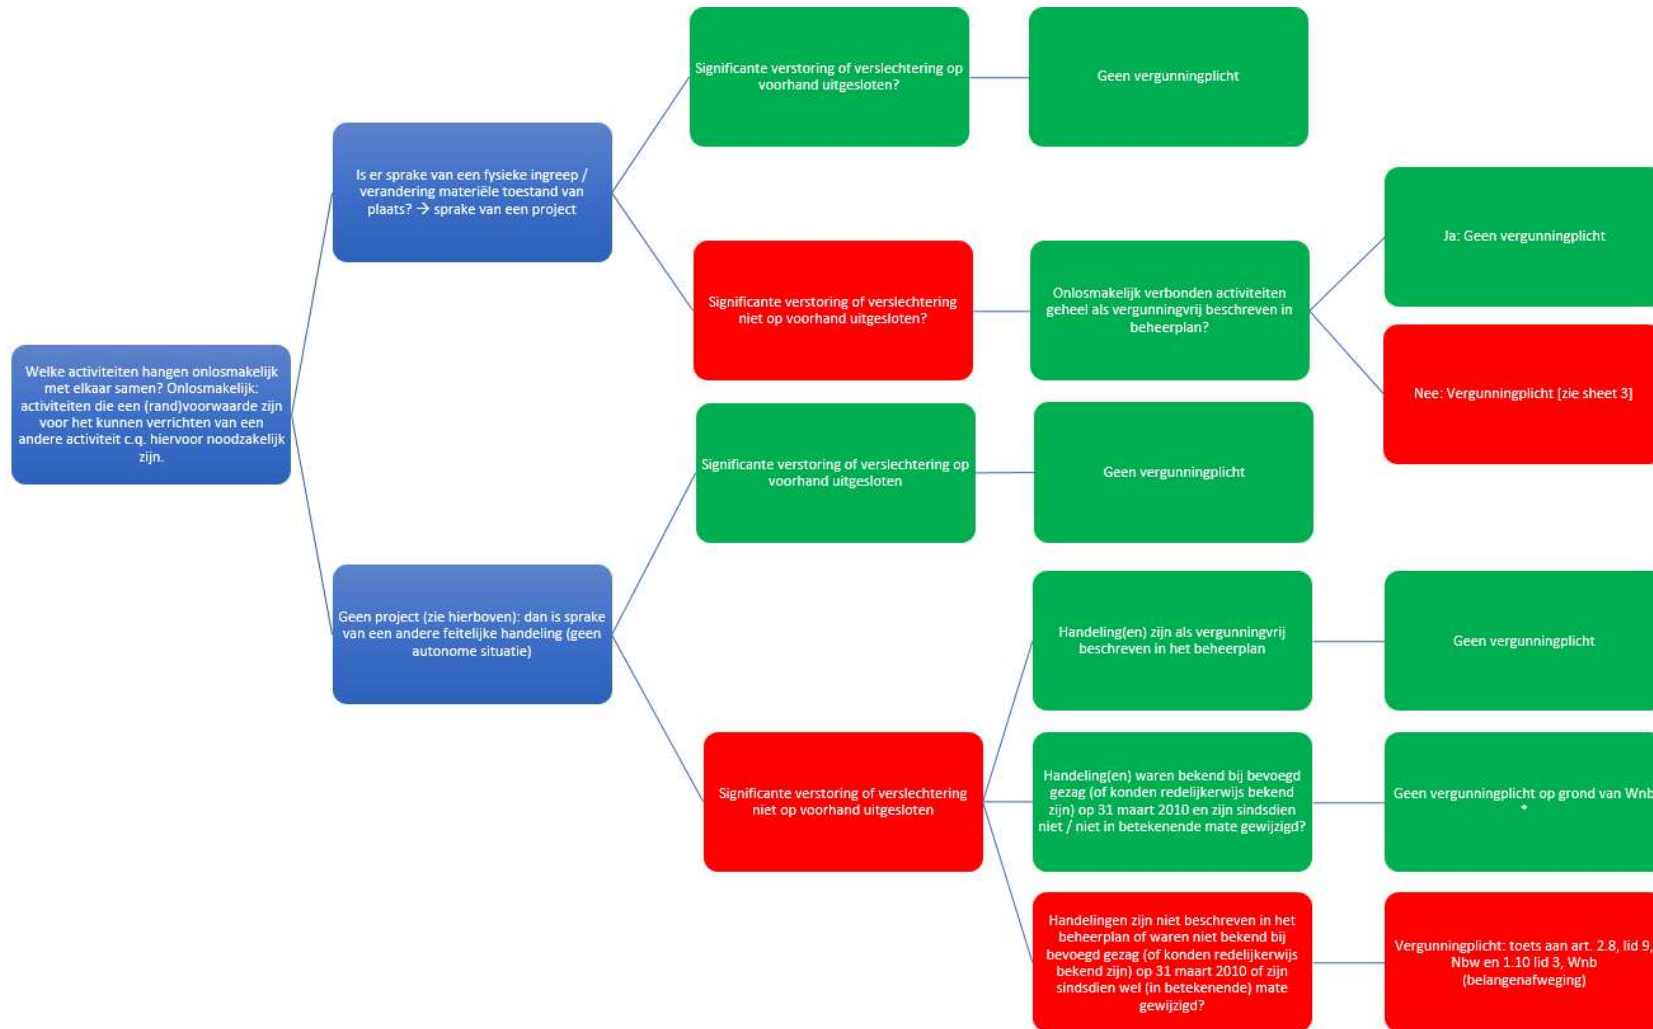 Significante verstoring of verslechtering op
voorhand uitgesloten?
Geen vergunningplicht
Is er sprake van een fysieke ingreep /
verandering materiële toestand van
plaats? → sprake van een project
Significante verstoring of verslechtering
niet op voorhand uitgesloten?
Onlosmakelijk verbonden activiteiten
geheel als vergunningvrij beschreven in
beheerplan?
Ja: Geen vergunningplicht
Nee: Vergunningplicht [zie sheet 3]
Welke activiteiten hangen onlosmakelijk
met elkaar samen? Onlosmakelijk:
activiteiten die een (rand)voorwaarde zijn
voor het kunnen verrichten van een
andere activiteit c.q. hiervoor noodzakelijk
zijn.
Significante verstoring of verslechtering op
voorhand uitgesloten
Geen vergunningplicht
Geen project (zie hierboven): dan is sprake
van een andere feitelijke handeling (geen
autonome situatie)
Significante verstoring of verslechtering
niet op voorhand uitgesloten
Handeling(en) zijn als vergunningvrij
beschreven in het beheerplan
Geen vergunningplicht
Handeling(en) waren bekend bij bevoegd
gezag (of konden redelijkerwijs bekend
zijn) op 31 maart 2010 en zijn sindsdien
niet / niet in betekenende mate gewijzigd?
Geen vergunningplicht op grond van Wnb
*
Handelingen zijn niet beschreven in het
beheerplan of waren niet bekend bij
bevoegd gezag (of konden redelijkerwijs
bekend zijn) op 31 maart 2010 of zijn
sindsdien wel (in betekenende) mate
gewijzigd?
Vergunningplicht: toets aan art. 2.8, lid 9,
Nbw en 1.10 lid 3, Wnb
(belangenafweging)